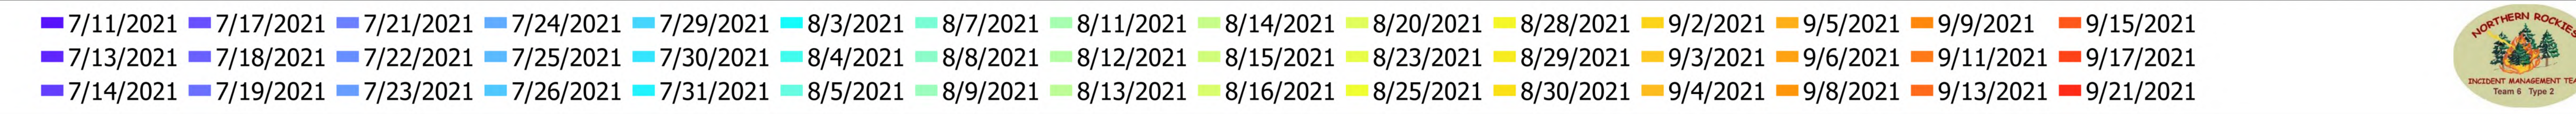 7/11/2021 7/17/2021 7/21/2021 7/24/2021 7/29/2021 8/3/2021 8/7/2021 8/11/2021 8/14/2021 8/20/2021 8/28/2021 9/2/2021 9/5/2021 9/9/2021 9/15/2021
7/13/2021 7/18/2021 7/22/2021 7/25/2021 7/30/2021 8/4/2021 8/8/2021 8/12/2021 8/15/2021 8/23/2021 8/29/2021 9/3/2021 9/6/2021 9/11/2021 9/17/2021
7/14/2021 7/19/2021 7/23/2021 7/26/2021 7/31/2021 8/5/2021 8/9/2021 8/13/2021 8/16/2021 8/25/2021 8/30/2021 9/4/2021 9/8/2021 9/13/2021 9/21/2021
NORTHERN ROCKIES
INCIDENT MANAGEMENT TEA
Team 6 Type 2